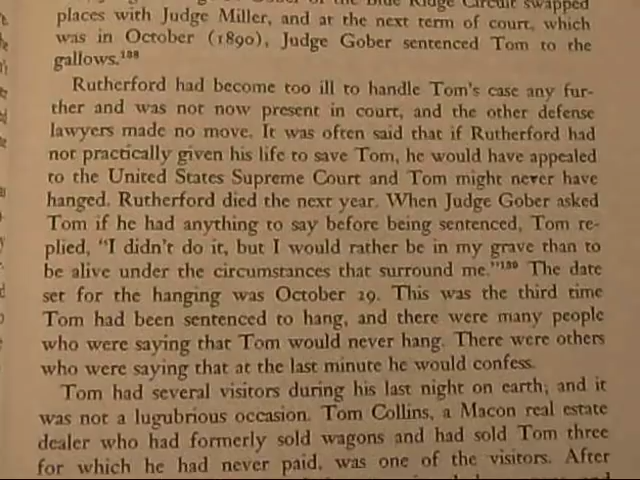 of the Blue Ridge Circuit swapped
places with Judge Miller, and at the next term of court, which
was in October (1890), Judge Gober sentenced Tom to the
gallows.¹³⁸
Rutherford had become too ill to handle Tom's case any fur-
ther and was not now present in court, and the other defense
lawyers made no move. It was often said that if Rutherford had
not practically given his life to save Tom, he would have appealed
to the United States Supreme Court and Tom might never have
hanged. Rutherford died the next year. When Judge Gober asked
Tom if he had anything to say before being sentenced, Tom re-
plied, "I didn't do it, but I would rather be in my grave than to
be alive under the circumstances that surround me."¹³⁹ The date
set for the hanging was October 29. This was the third time
Tom had been sentenced to hang, and there were many people
who were saying that Tom would never hang. There were others
who were saying that at the last minute he would confess.
Tom had several visitors during his last night on earth, and it
was not a lugubrious occasion. Tom Collins, a Macon real estate
dealer who had formerly sold wagons and had sold Tom three
for which he had never paid, was one of the visitors. After